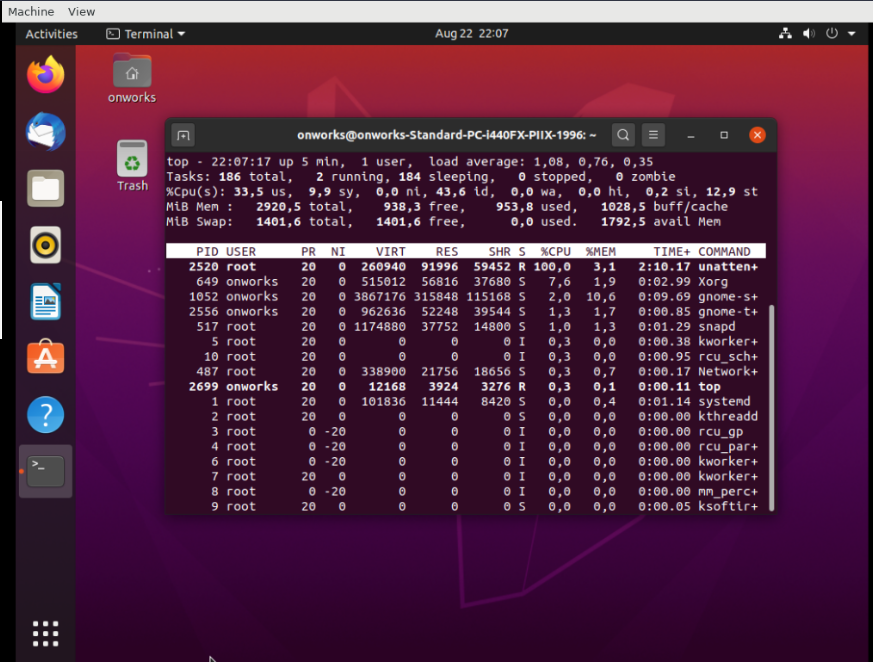 Machine View
Activities Terminal Aug 22 22:07
onworks
Trash
onworks@onworks-Standard-PC-i440FX-PIIX-1996: ~
top - 22:07:17 up 5 min, 1 user, load average: 1,08, 0,76, 0,35
Tasks: 186 total, 2 running, 184 sleeping, 0 stopped, 0 zombie
%Cpu(s): 33,5 us, 9,9 sy, 0,0 ni, 43,6 id, 0,0 wa, 0,0 hi, 0,2 si, 12,9 st
MiB Mem : 2920,5 total, 938,3 free, 953,8 used, 1028,5 buff/cache
MiB Swap: 1401,6 total, 1401,6 free, 0,0 used. 1792,5 avail Mem
PID USER PR NI VIRT RES SHR S %CPU %MEM TIME+ COMMAND
2520 root 20 0 260940 91996 59452 R 100,0 3,1 2:10.17 unatten+
649 onworks 20 0 515012 56816 37680 S 7,6 1,9 0:02.99 Xorg
1052 onworks 20 0 3867176 315848 115168 S 2,0 10,6 0:09.69 gnome-s+
2556 onworks 20 0 962636 52248 39544 S 1,3 1,7 0:00.85 gnome-t+
517 root 20 0 1174880 37752 14800 S 1,0 1,3 0:01.29 snapd
5 root 20 0 0 0 0 I 0,3 0,0 0:00.38 kworker+
10 root 20 0 0 0 0 I 0,3 0,0 0:00.95 rcu_sch+
487 root 20 0 338900 21756 18656 S 0,3 0,7 0:00.17 Network+
2699 onworks 20 0 12168 3924 3276 R 0,3 0,1 0:00.11 top
1 root 20 0 101836 11444 8420 S 0,0 0,4 0:01.14 systemd
2 root 20 0 0 0 0 S 0,0 0,0 0:00.00 kthreadd
3 root 0 -20 0 0 0 I 0,0 0,0 0:00.00 rcu_gp
4 root 0 -20 0 0 0 I 0,0 0,0 0:00.00 rcu_par+
6 root 0 -20 0 0 0 I 0,0 0,0 0:00.00 kworker+
7 root 20 0 0 0 0 I 0,0 0,0 0:00.00 kworker+
8 root 0 -20 0 0 0 I 0,0 0,0 0:00.00 mm_perc+
9 root 20 0 0 0 0 S 0,0 0,0 0:00.05 ksoftir+